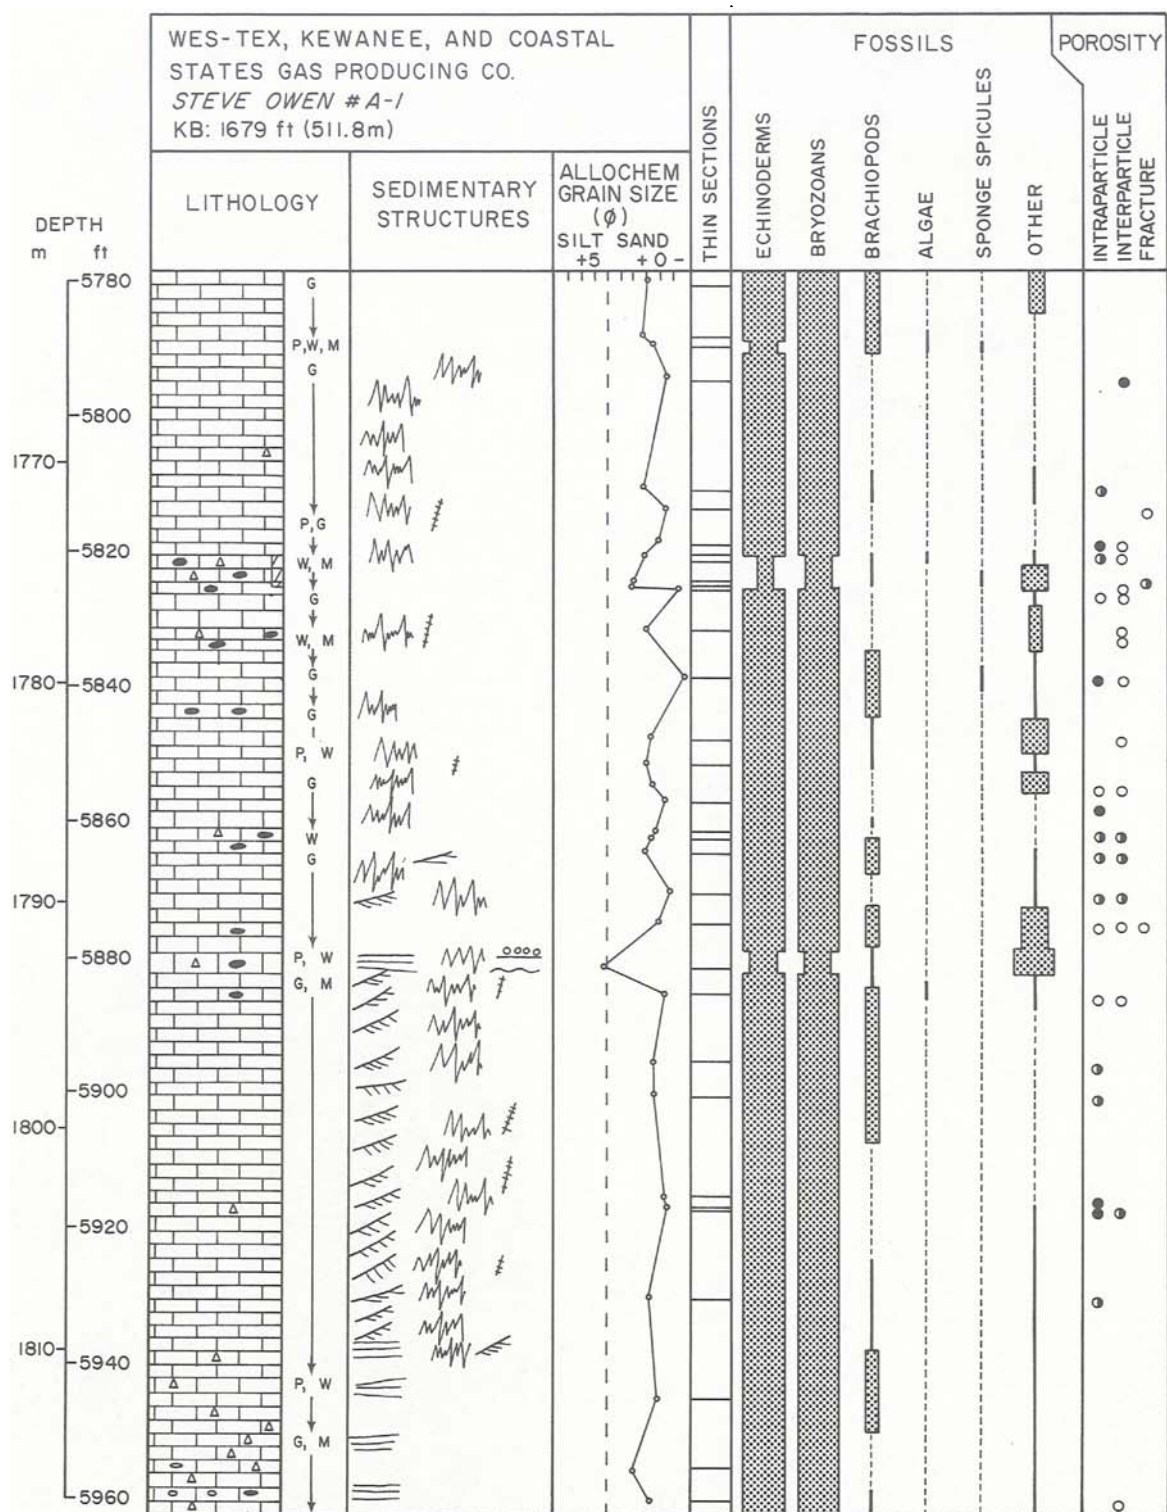 WES-TEX, KEWANEE, AND COASTAL
STATES GAS PRODUCING CO.
STEVE OWEN #A-1
KB: 1679 ft (511.8m)
FOSSILS
POROSITY
DEPTH
m ft
LITHOLOGY
SEDIMENTARY
STRUCTURES
ALLOCHEM
GRAIN SIZE
(Ø)
SILT SAND
+5 +0-
THIN SECTIONS
ECHINODERMS
BRYOZOANS
BRACHIOPODS
ALGAE
SPONGE SPICULES
OTHER
INTRAPARTICLE
INTERPARTICLE
FRACTURE
5780
G
P,W,M
G
5800
1770
P,G
5820
W,M
G
W, M
1780
5840
G
G
P, W
G
5860
W
G
1790
5880
P, W
G, M
5900
1800
5920
1810
5940
P, W
G, M
5960